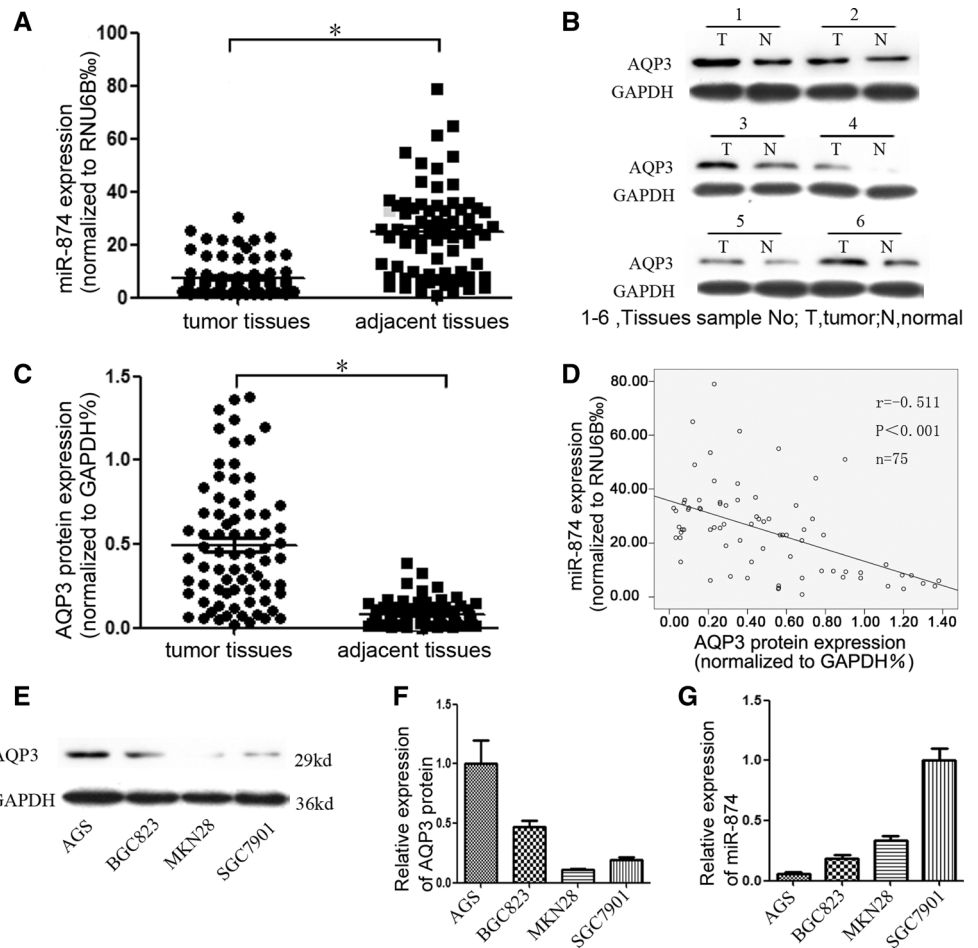 A
miR-874 expression
(normalized to RNU6B‰)
100
80
60
40
20
0
*
tumor tissues
adjacent tissues
B
1
2
T
N
T
N
AQP3
GAPDH
3
4
T
N
T
N
AQP3
GAPDH
5
6
T
N
T
N
AQP3
GAPDH
1-6 ,Tissues sample No; T,tumor;N,normal
C
AQP3 protein expression
(normalized to GAPDH%)
1.5
1.0
0.5
0.0
*
tumor tissues
adjacent tissues
D
miR-874 expression
(normalized to RNU6B‰)
80.00
60.00
40.00
20.00
0.00
r=-0.511
P<0.001
n=75
0.00 0.20 0.40 0.60 0.80 1.00 1.20 1.40
AQP3 protein expression
(normalized to GAPDH%)
E
AQP3
29kd
GAPDH
36kd
AGS
BGC823
MKN28
SGC7901
F
Relative expression
of AQP3 protein
1.5
1.0
0.5
0.0
AGS
BGC823
MKN28
SGC7901
G
Relative expression
of miR-874
1.5
1.0
0.5
0.0
AGS
BGC823
MKN28
SGC7901